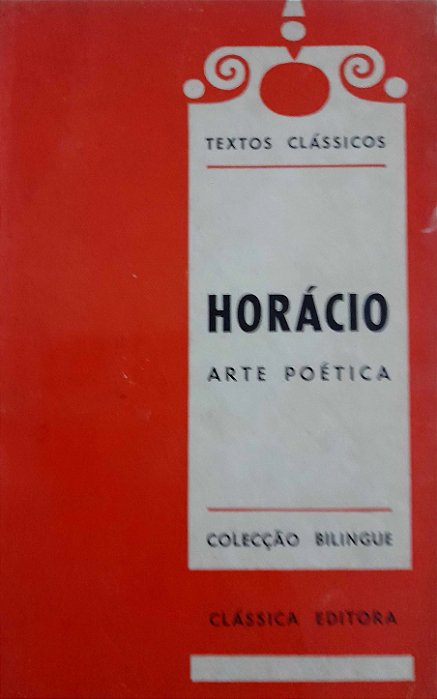 TEXTOS CLÁSSICOS
HORÁCIO
ARTE POÉTICA
COLECÇÃO BILINGUE
CLÁSSICA EDITORA